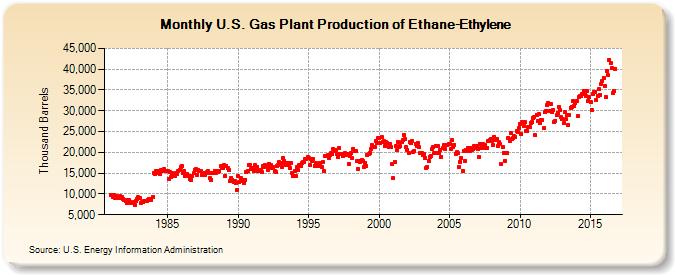 Monthly U.S. Gas Plant Production of Ethane-Ethylene
Thousand Barrels
45,000
40,000
35,000
30,000
25,000
20,000
15,000
10,000
5,000
1985 1990 1995 2000 2005 2010 2015
Source: U.S. Energy Information Administration